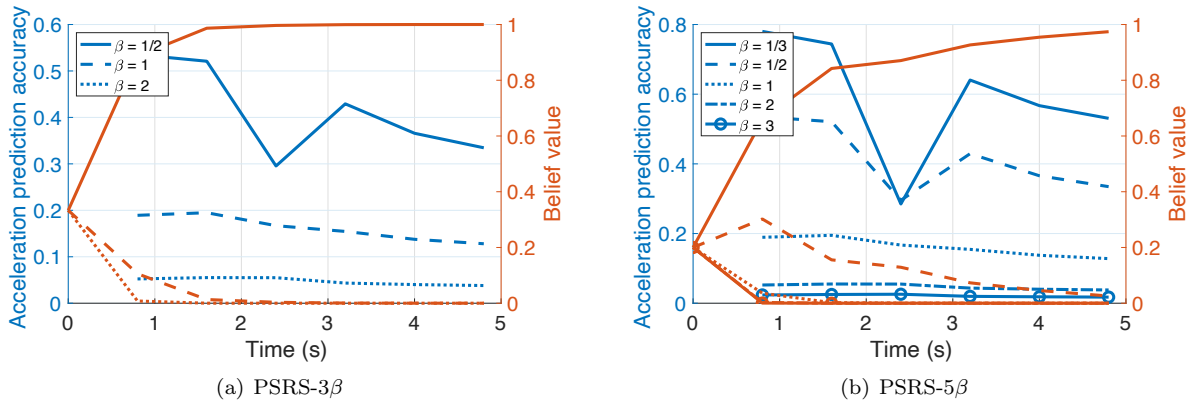 Acceleration prediction accuracy
0.6
0.5
0.4
0.3
0.2
0.1
0
β = 1/2
β = 1
β = 2
1
0.8
0.6
0.4
0.2
0
Belief value
0 1 2 3 4 5
Time (s)
(a) PSRS-3β
Acceleration prediction accuracy
0.8
0.6
0.4
0.2
0
β = 1/3
β = 1/2
β = 1
β = 2
β = 3
1
0.8
0.6
0.4
0.2
0
Belief value
0 1 2 3 4 5
Time (s)
(b) PSRS-5β